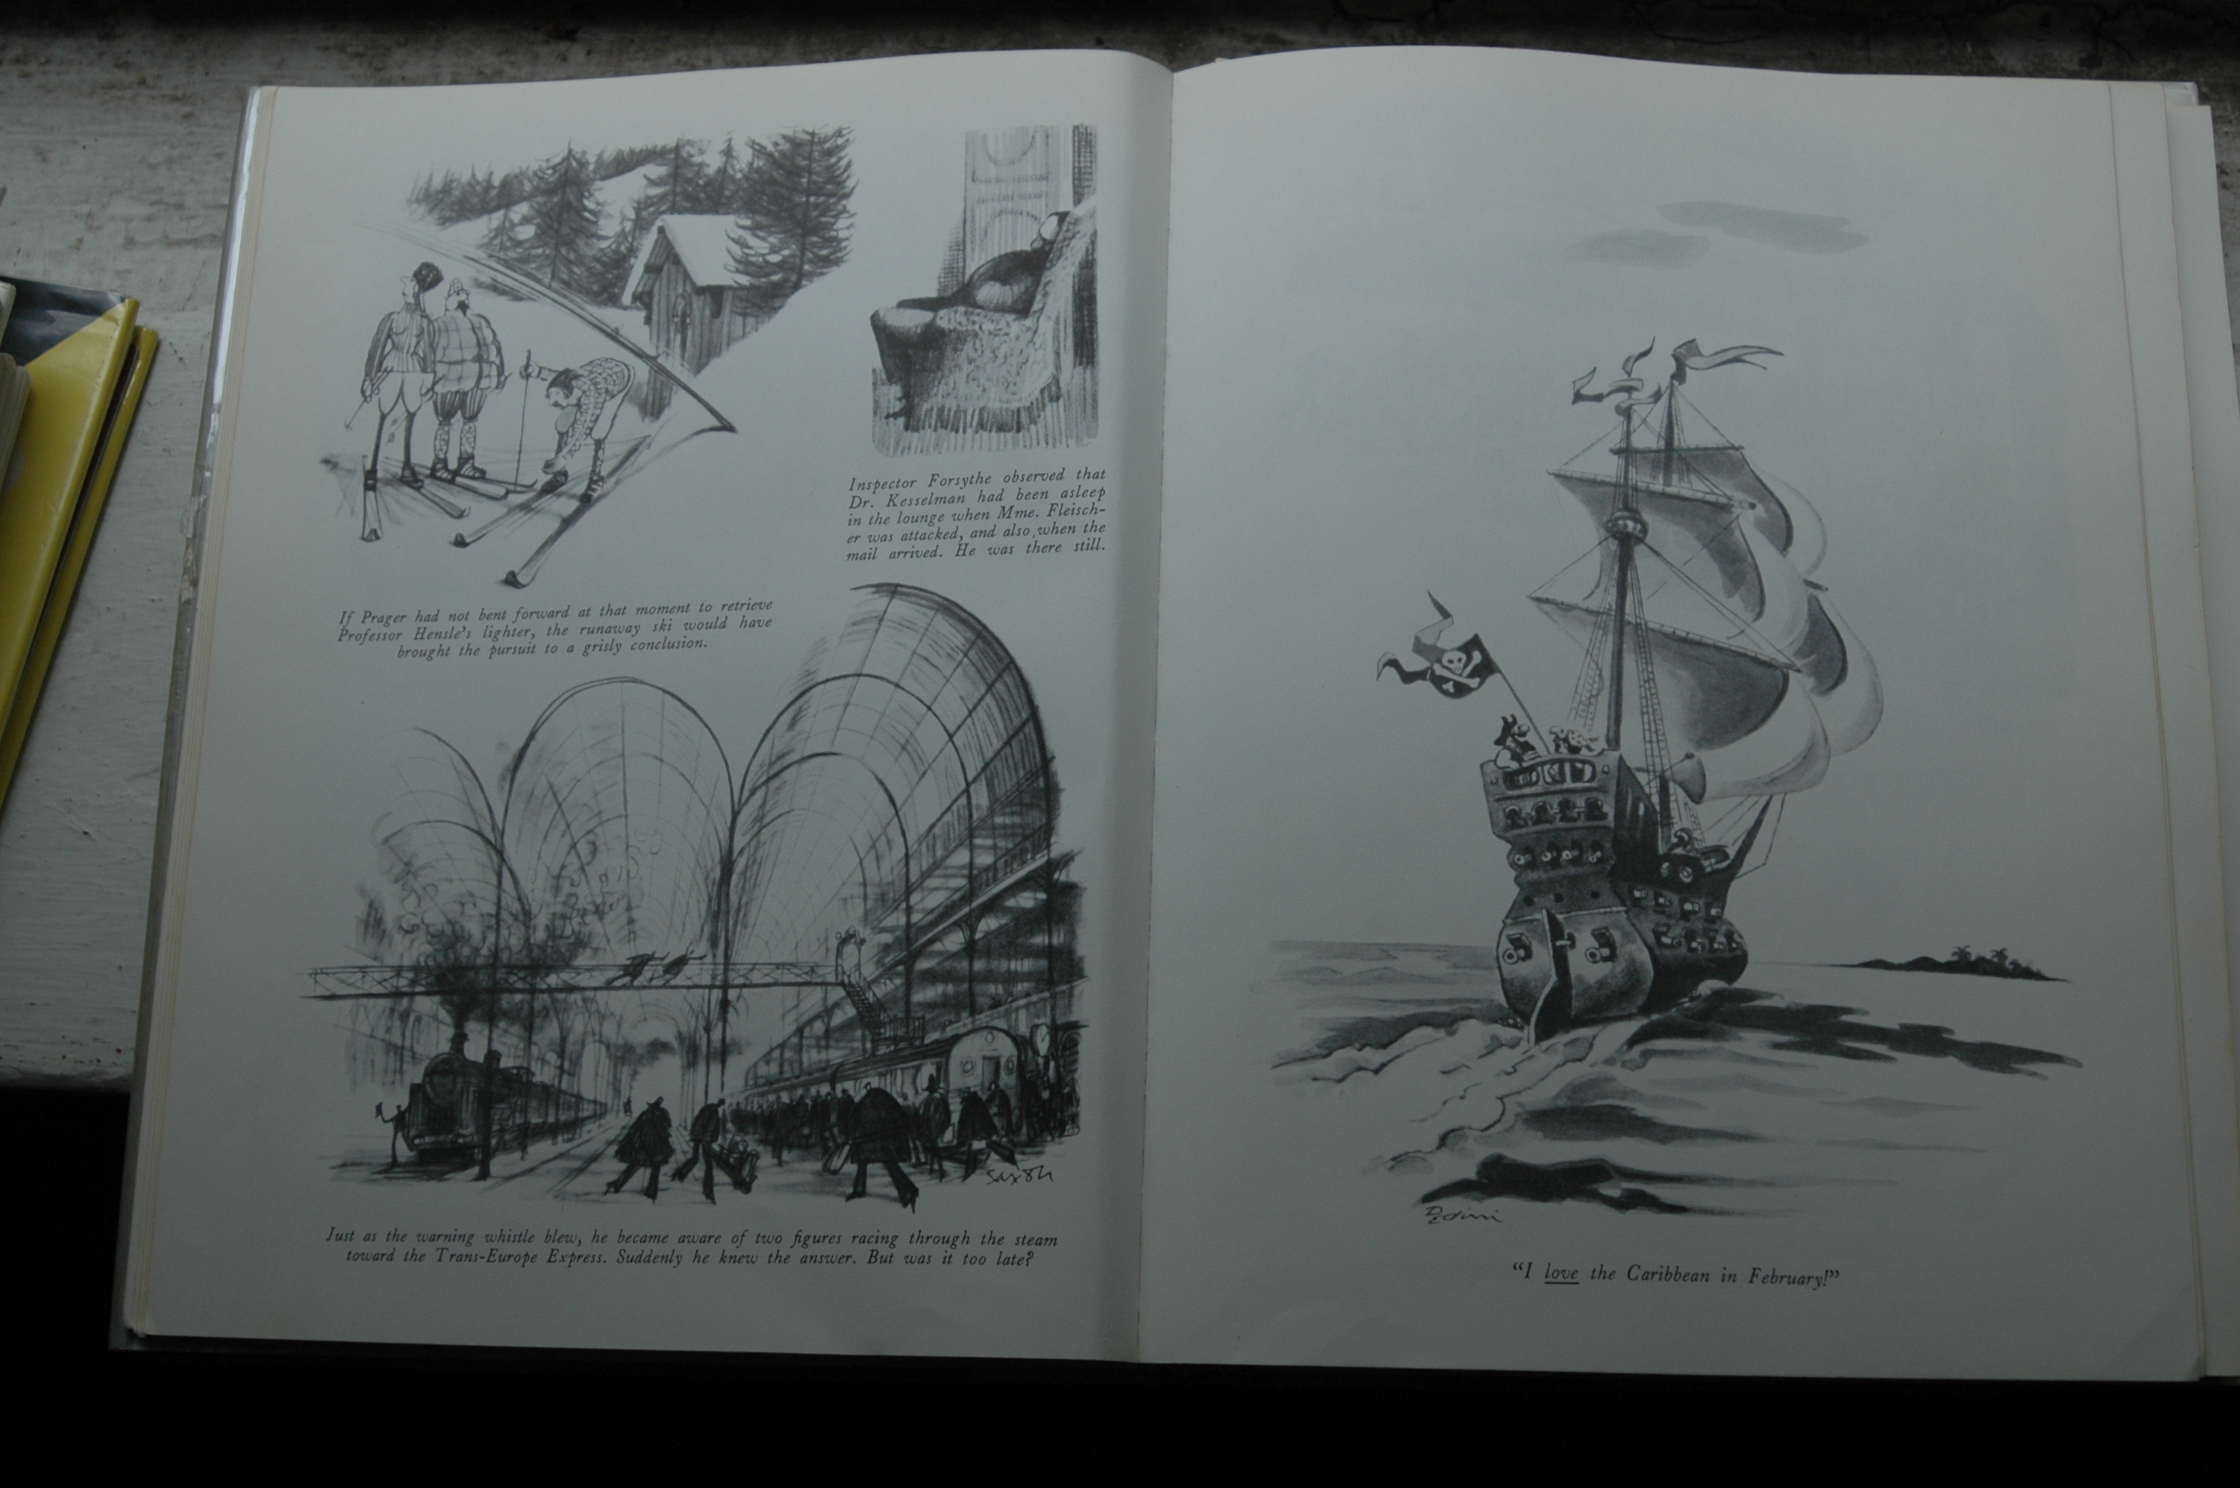 Inspector Forsythe observed that
Dr. Kesselman had been asleep
in the lounge when Mme. Fleisch-
er was attacked, and also when the
mail arrived. He was there still.
If Prager had not bent forward at that moment to retrieve
Professor Hensle's lighter, the runaway ski would have
brought the pursuit to a grisly conclusion.
Saxon
Just as the warning whistle blew, he became aware of two figures racing through the steam
toward the Trans-Europe Express. Suddenly he knew the answer. But was it too late?
Dedini
"I love the Caribbean in February!"